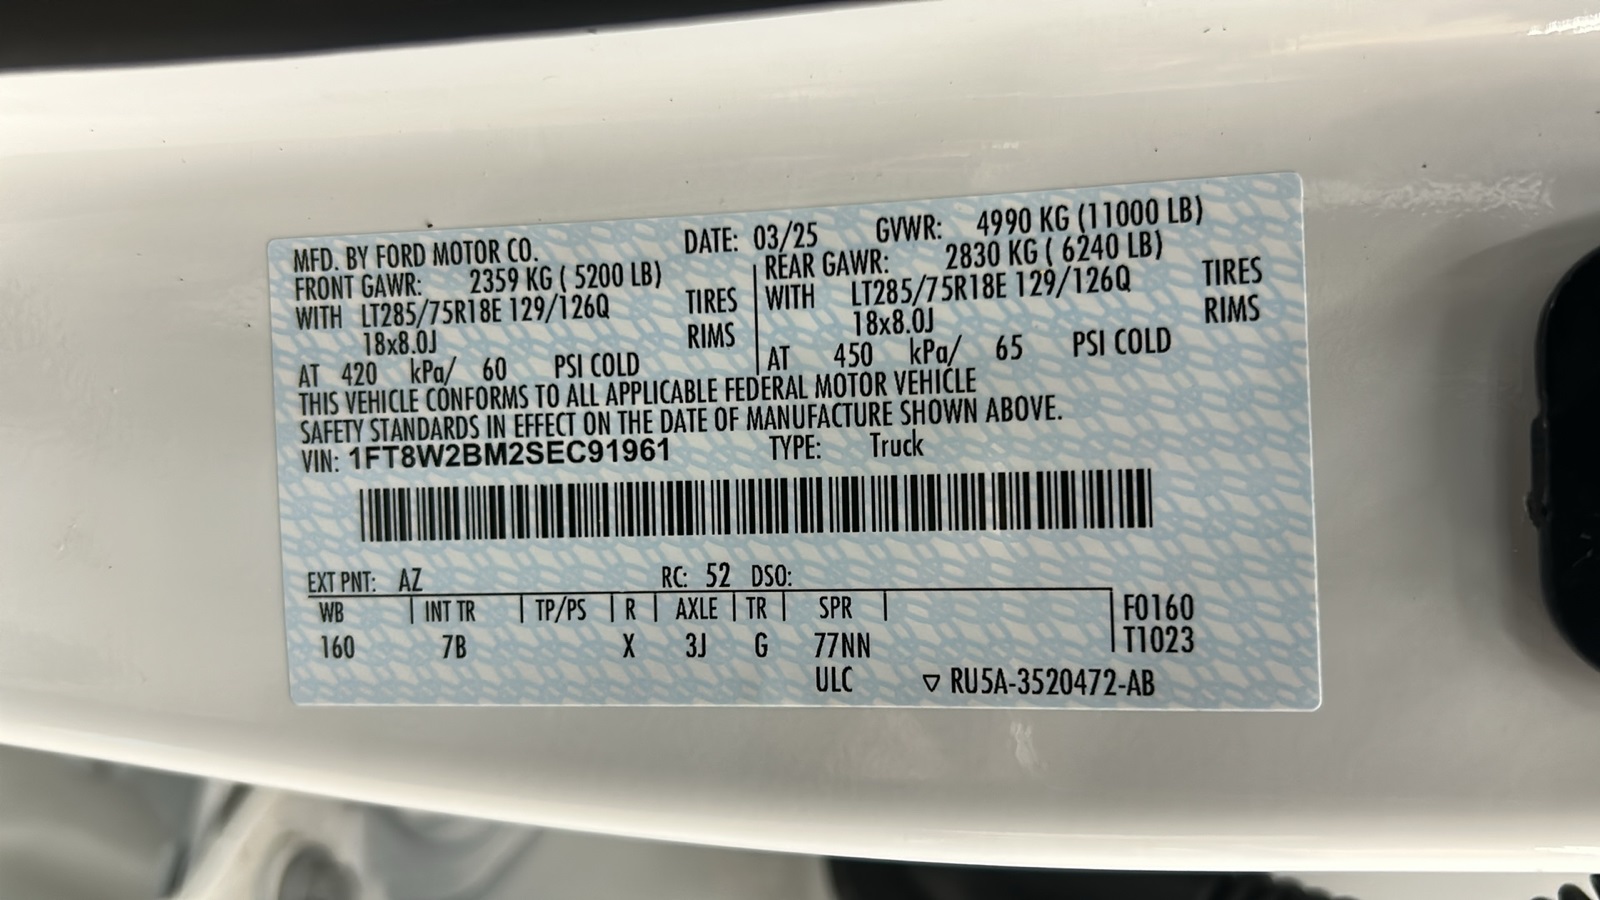 MFD. BY FORD MOTOR CO. DATE: 03/25 GVWR: 4990 KG (11000 LB)
FRONT GAWR: 2359 KG ( 5200 LB) REAR GAWR: 2830 KG ( 6240 LB)
WITH LT285/75R18E 129/126Q TIRES WITH LT285/75R18E 129/126Q TIRES
18x8.0J RIMS 18x8.0J RIMS
AT 420 kPa/ 60 PSI COLD AT 450 kPa/ 65 PSI COLD
THIS VEHICLE CONFORMS TO ALL APPLICABLE FEDERAL MOTOR VEHICLE
SAFETY STANDARDS IN EFFECT ON THE DATE OF MANUFACTURE SHOWN ABOVE.
VIN: 1FT8W2BM2SEC91961 TYPE: Truck
EXT PNT: AZ RC: 52 DSO:
WB INT TR TP/PS R AXLE TR SPR F0160
160 7B X 3J G 77NN T1023
ULC ▽ RU5A-3520472-AB